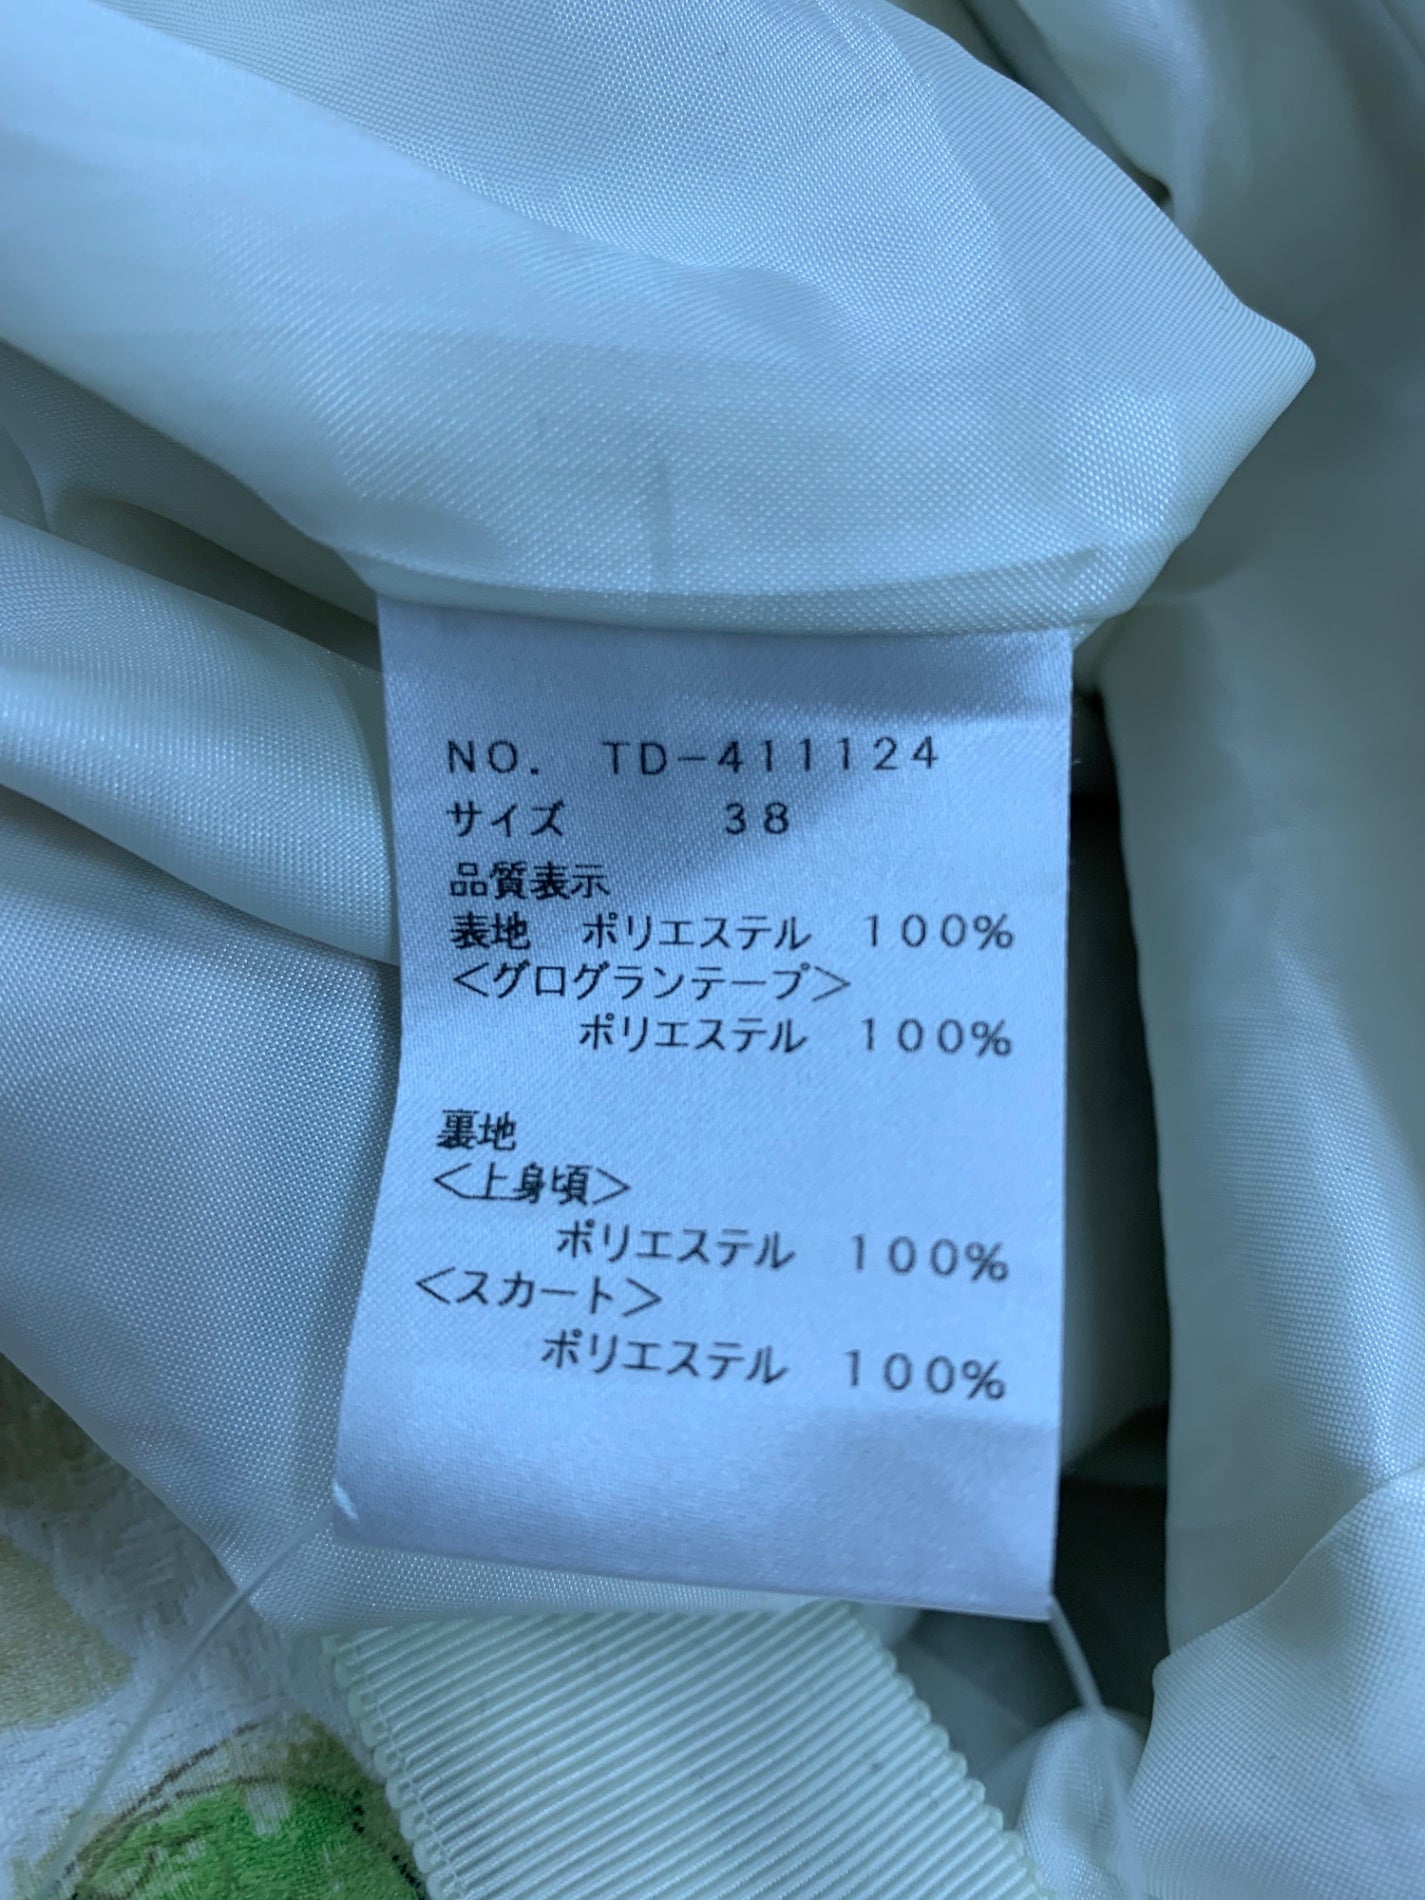 NO. TD-411124
サイズ 38
品質表示
表地 ポリエステル 100%
<グログランテープ>
ポリエステル 100%
裏地
<上身頃>
ポリエステル 100%
<スカート>
ポリエステル 100%